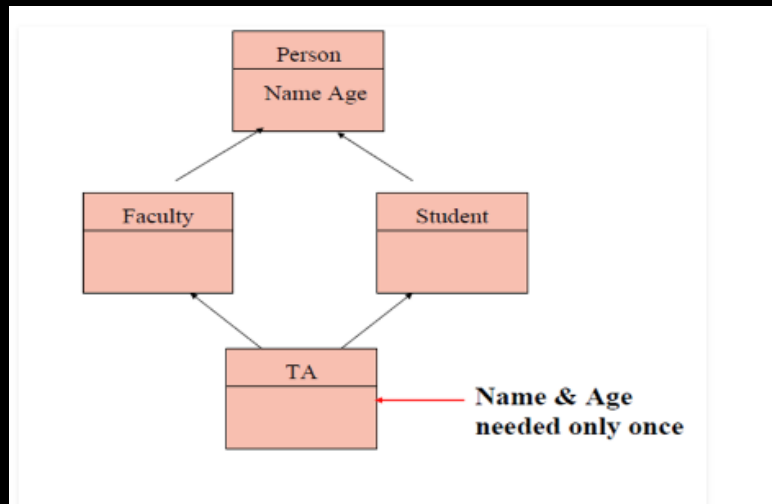 Person
Name Age
Faculty
Student
TA
Name & Age
needed only once